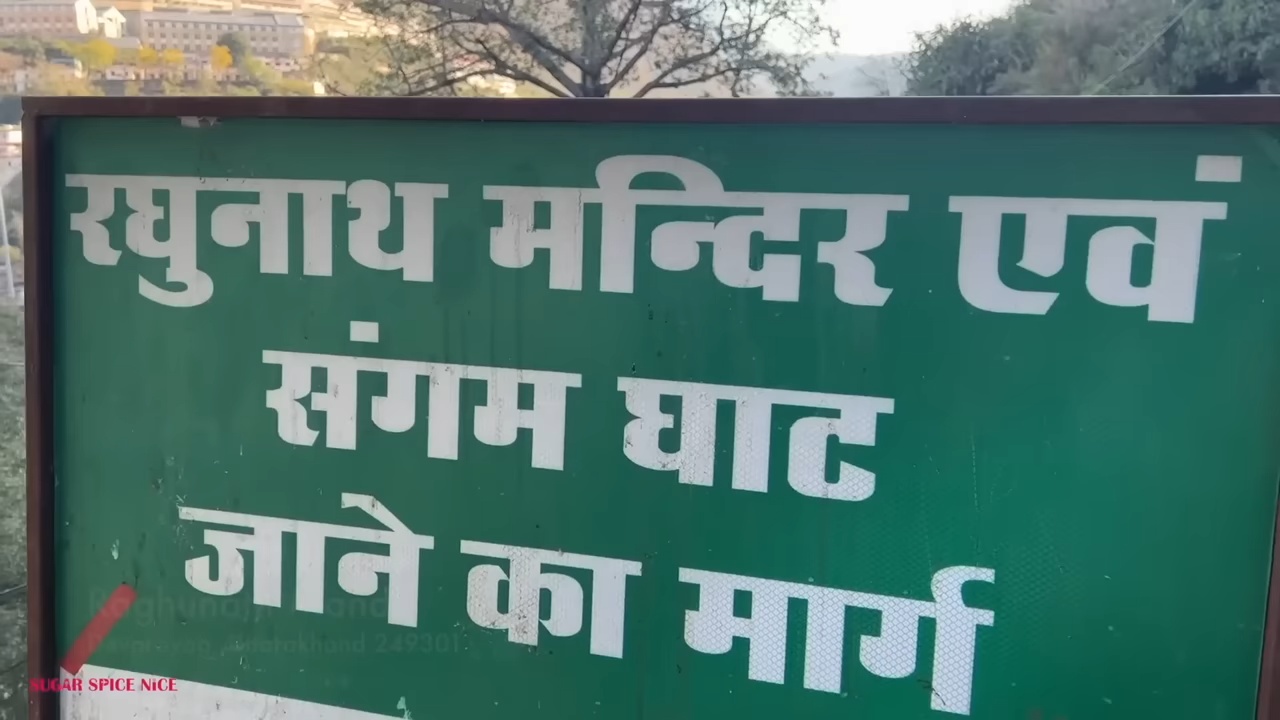 रघुनाथ मन्दिर एवं
संगम घाट
जाने का मार्ग
SUGAR SPICE NiCE